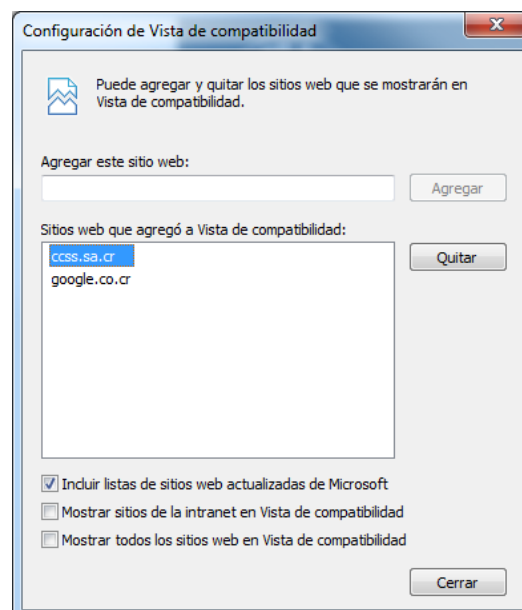 Configuración de Vista de compatibilidad
Puede agregar y quitar los sitios web que se mostrarán en
Vista de compatibilidad.
Agregar este sitio web:
Agregar
Sitios web que agregó a Vista de compatibilidad:
ccss.sa.cr
Quitar
google.co.cr
Incluir listas de sitios web actualizadas de Microsoft
Mostrar sitios de la intranet en Vista de compatibilidad
Mostrar todos los sitios web en Vista de compatibilidad
Cerrar